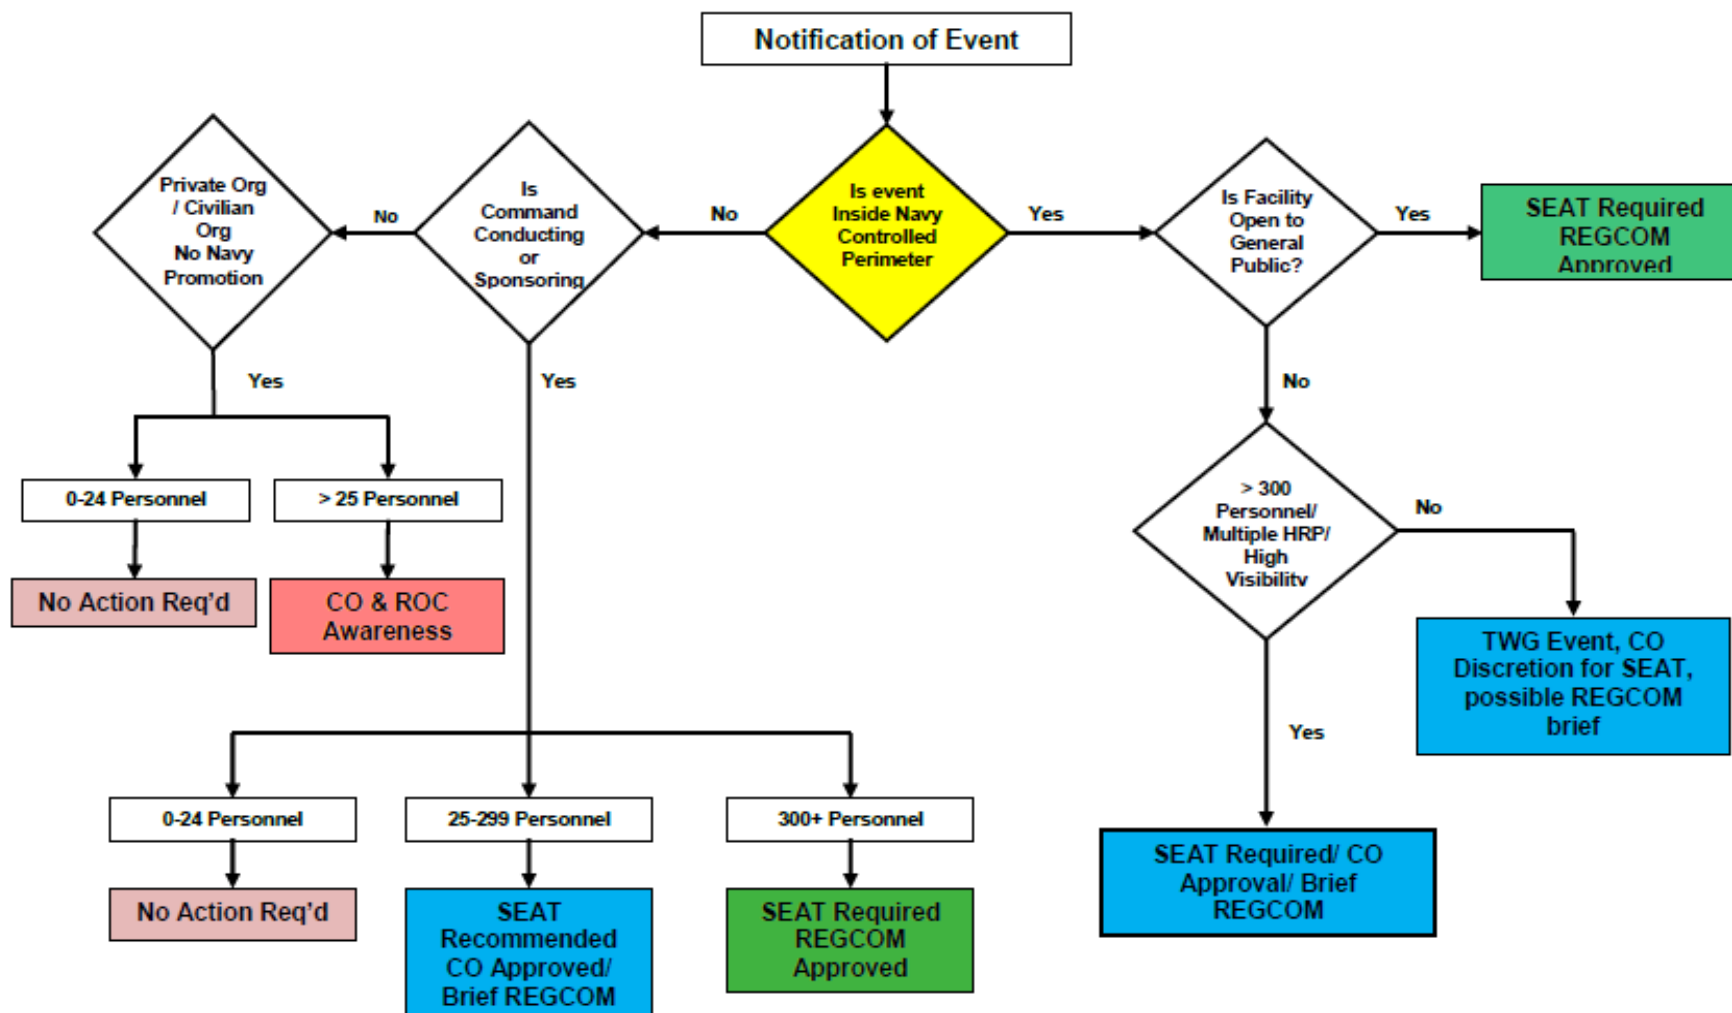 Notification of Event
Private Org
/ Civilian
Org
No Navy
Promotion
No
Is
Command
Conducting
or
Sponsoring
No
Is event
Inside Navy
Controlled
Perimeter
Yes
Is Facility
Open to
General
Public?
Yes
SEAT Required
REGCOM
Approved
Yes
Yes
No
0-24 Personnel
> 25 Personnel
No Action Req'd
CO & ROC
Awareness
> 300
Personnel/
Multiple HRP/
High
Visibility
No
TWG Event, CO
Discretion for SEAT,
possible REGCOM
brief
Yes
0-24 Personnel
25-299 Personnel
300+ Personnel
No Action Req'd
SEAT
Recommended
CO Approved/
Brief REGCOM
SEAT Required
REGCOM
Approved
SEAT Required/ CO
Approval/ Brief
REGCOM